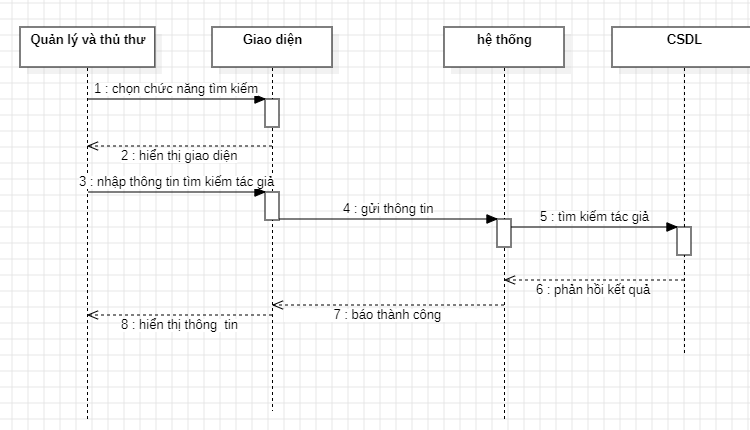 Quản lý và thủ thư
Giao diện
hệ thống
CSDL
1 : chọn chức năng tìm kiếm
2 : hiển thị giao diện
3 : nhập thông tin tìm kiếm tác giả
4 : gửi thông tin
5 : tìm kiếm tác giả
6 : phản hồi kết quả
7 : báo thành công
8 : hiển thị thông tin